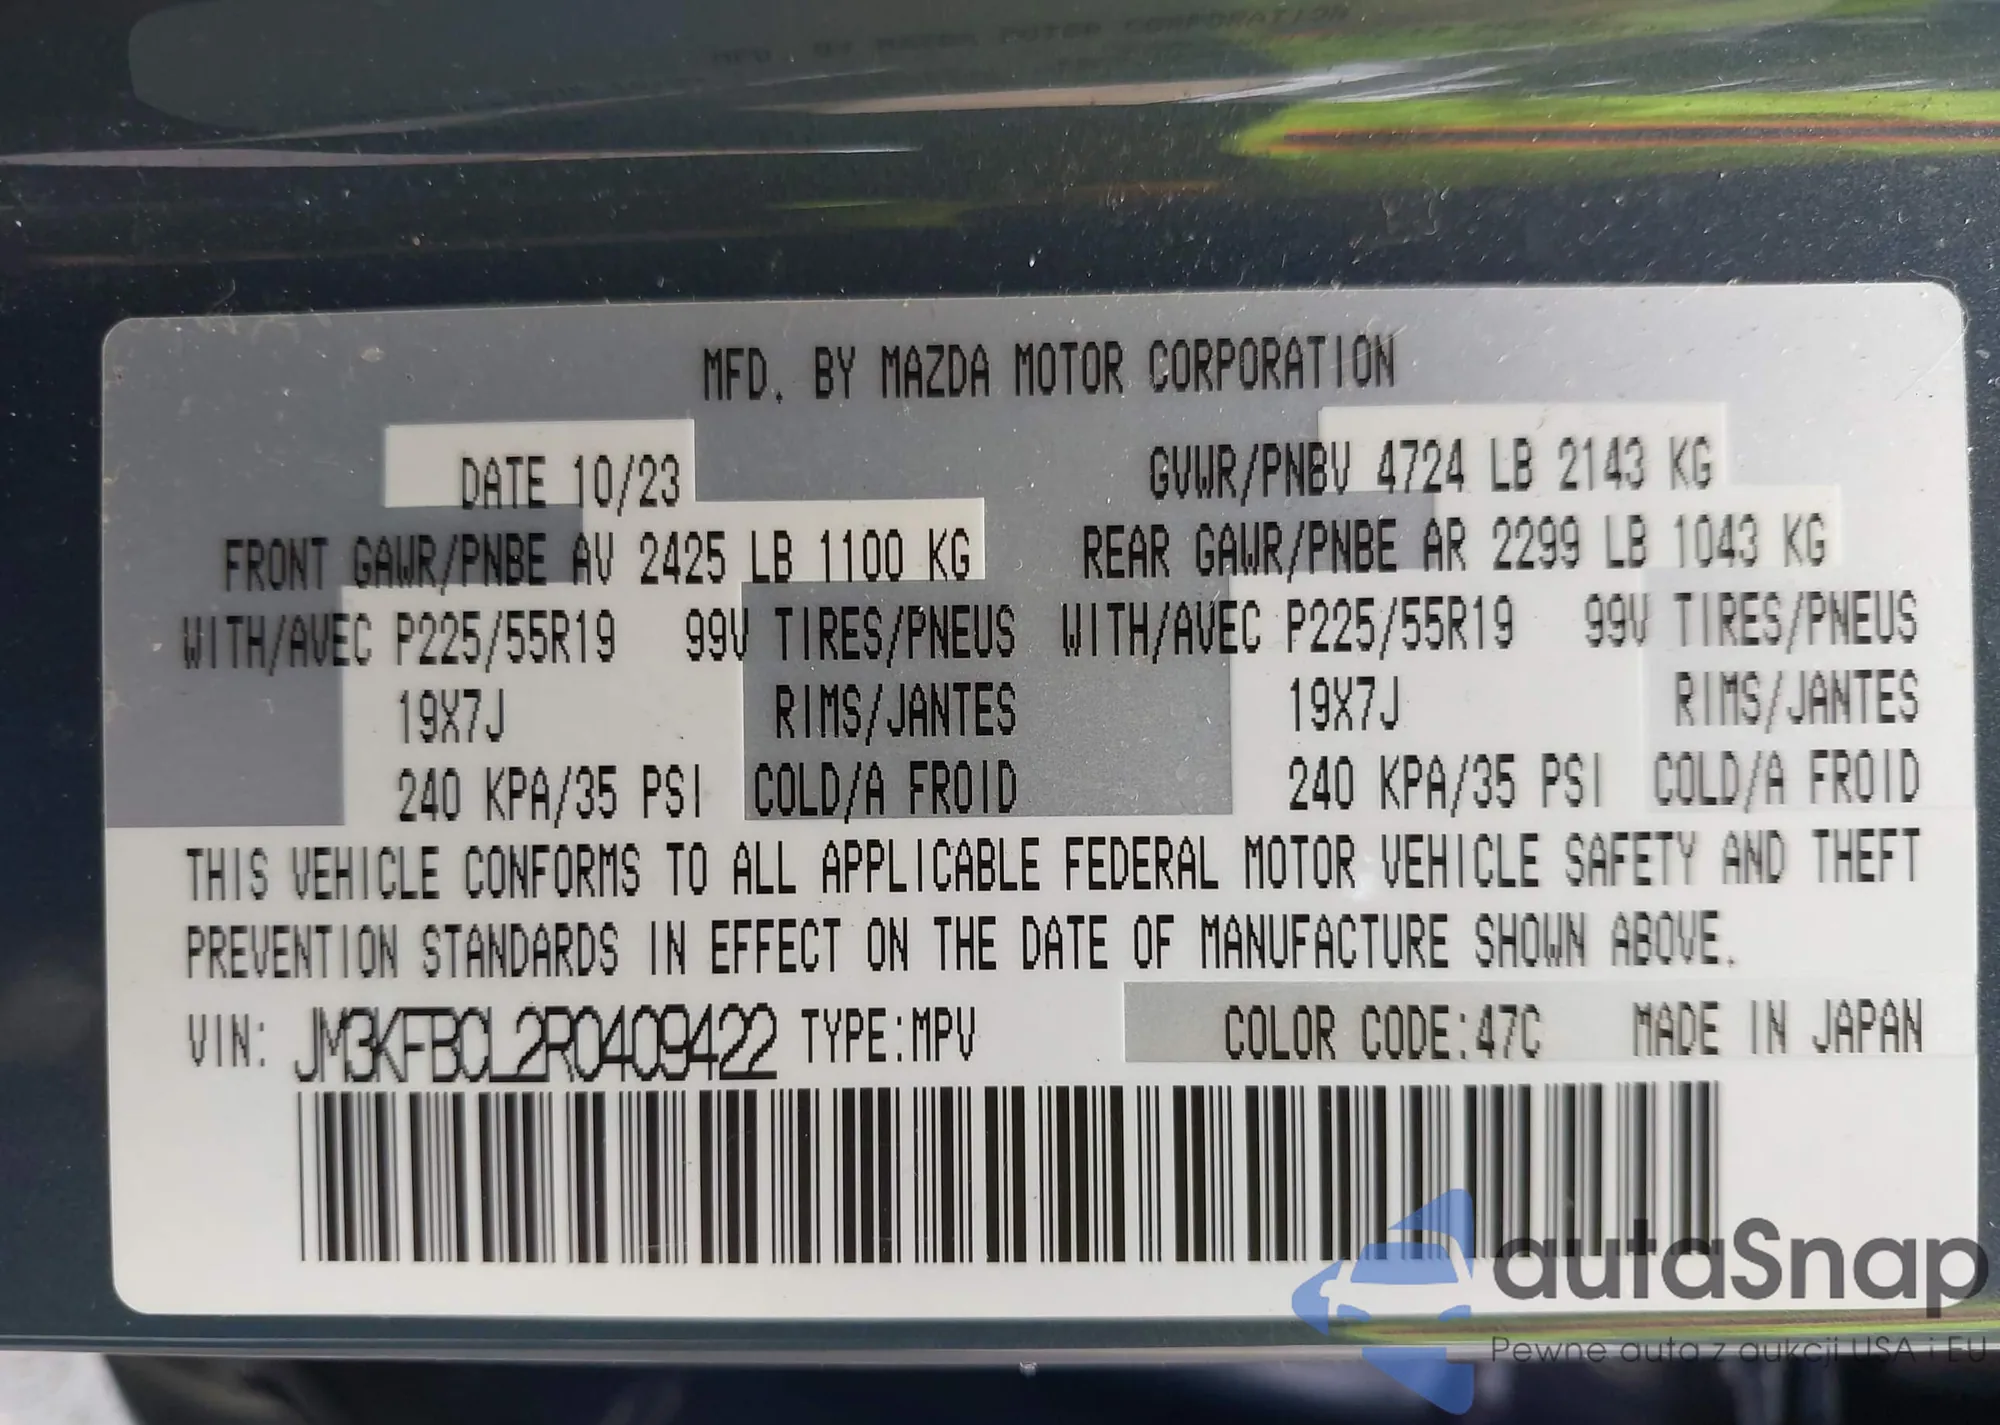 MFD. BY MAZDA MOTOR CORPORATION
DATE 10/23 GVWR/PNBV 4724 LB 2143 KG
FRONT GAWR/PNBE AV 2425 LB 1100 KG REAR GAWR/PNBE AR 2299 LB 1043 KG
WITH/AVEC P225/55R19 99V TIRES/PNEUS WITH/AVEC P225/55R19 99V TIRES/PNEUS
19X7J RIMS/JANTES 19X7J RIMS/JANTES
240 KPA/35 PSI COLD/A FROID 240 KPA/35 PSI COLD/A FROID
THIS VEHICLE CONFORMS TO ALL APPLICABLE FEDERAL MOTOR VEHICLE SAFETY AND THEFT
PREVENTION STANDARDS IN EFFECT ON THE DATE OF MANUFACTURE SHOWN ABOVE.
VIN: JM3KFBCL2R0409422 TYPE:MPV COLOR CODE:47C MADE IN JAPAN
autaSnap
Pewne auta z aukcji USA i EU